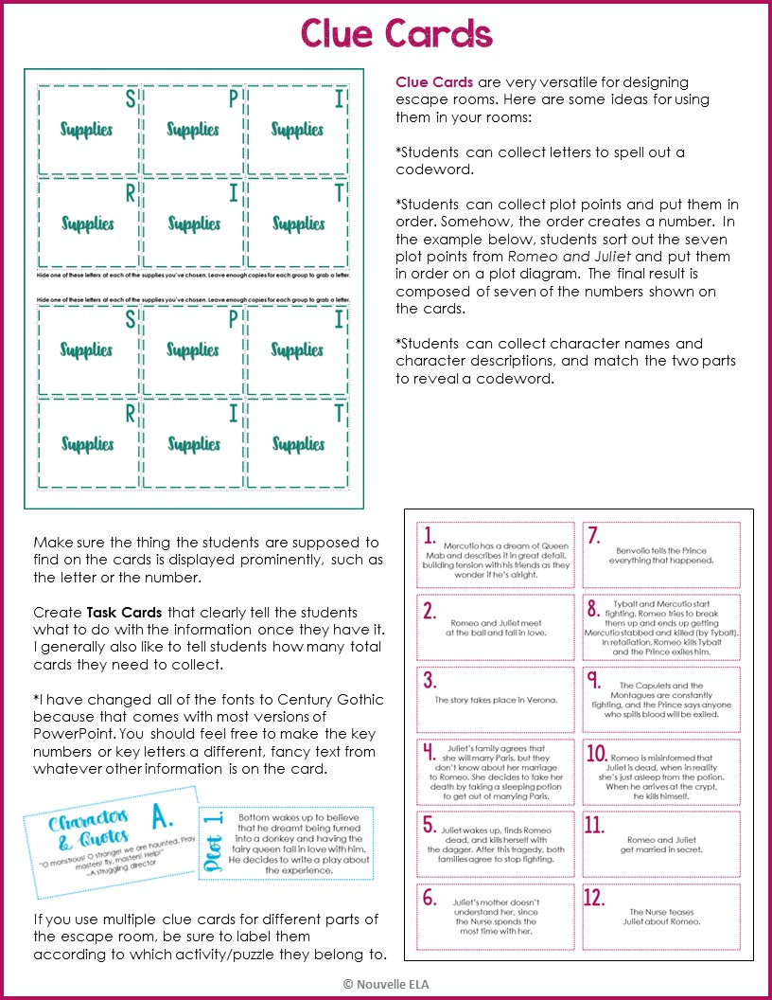 Clue Cards
S
Supplies
P
Supplies
I
Supplies
R
Supplies
I
Supplies
T
Supplies
Hide one of these letters at each of the supplies you've chosen. Leave enough copies for each group to grab a letter.
Hide one of these letters at each of the supplies you've chosen. Leave enough copies for each group to grab a letter.
S
Supplies
P
Supplies
I
Supplies
R
Supplies
I
Supplies
T
Supplies
Clue Cards are very versatile for designing
escape rooms. Here are some ideas for using
them in your rooms:
*Students can collect letters to spell out a
codeword.
*Students can collect plot points and put them in
order. Somehow, the order creates a number. In
the example below, students sort out the seven
plot points from Romeo and Juliet and put them
in order on a plot diagram. The final result is
composed of seven of the numbers shown on
the cards.
*Students can collect character names and
character descriptions, and match the two parts
to reveal a codeword.
Make sure the thing the students are supposed to
find on the cards is displayed prominently, such as
the letter or the number.
Create Task Cards that clearly tell the students
what to do with the information once they have it.
I generally also like to tell students how many total
cards they need to collect.
*I have changed all of the fonts to Century Gothic
because that comes with most versions of
PowerPoint. You should feel free to make the key
numbers or key letters a different, fancy text from
whatever other information is on the card.
Characters
& Quotes
A.
"O monstrous! O strange! we are haunted. Pray
masters! fly, masters! Help!"
–A struggling director
Plot 1.
Bottom wakes up to believe
that he dreamt being turned
into a donkey and having the
fairy queen fall in love with him.
He decides to write a play about
the experience.
If you use multiple clue cards for different parts of
the escape room, be sure to label them
according to which activity/puzzle they belong to.
1.
Mercutio has a dream of Queen
Mab and describes it in great detail,
building tension with his friends as they
wonder if he's alright.
2.
Romeo and Juliet meet
at the ball and fall in love.
3.
The story takes place in Verona.
4.
Juliet's family agrees that
she will marry Paris, but they
don't know about her marriage
to Romeo. She decides to fake her
death by taking a sleeping potion
to get out of marrying Paris.
5.
Juliet wakes up, finds Romeo
dead, and kills herself with
the dagger. After this tragedy, both
families agree to stop fighting.
6.
Juliet's mother doesn't
understand her, since
the Nurse spends the
most time with her.
7.
Benvolio tells the Prince
everything that happened.
8.
Tybalt and Mercutio start
fighting. Romeo tries to break
them up and ends up getting
Mercutio stabbed and killed (by Tybalt).
In retaliation, Romeo kills Tybalt
and the Prince exiles him.
9.
The Capulets and the
Montagues are constantly
fighting, and the Prince says anyone
who spills blood will be exiled.
10.
Romeo is misinformed that
Juliet is dead, when in reality
she's just asleep from the potion.
When he arrives at the crypt,
he kills himself.
11.
Romeo and Juliet
get married in secret.
12.
The Nurse teases
Juliet about Romeo.
© Nouvelle ELA